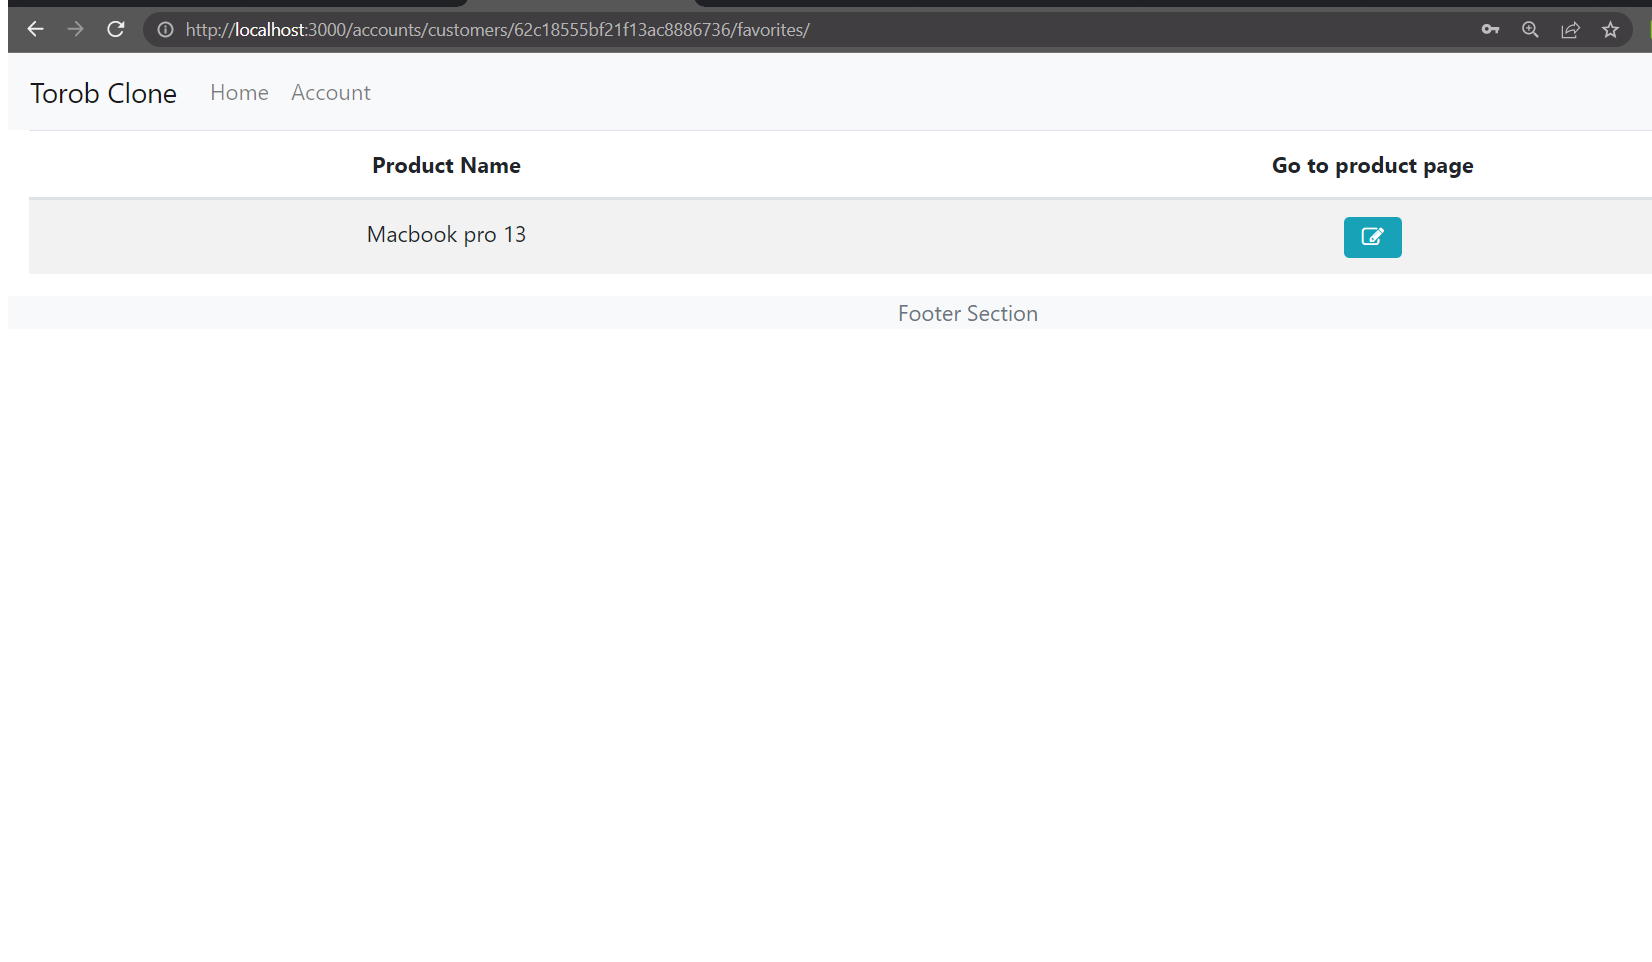 http://localhost:3000/accounts/customers/62c18555bf21f13ac8886736/favorites/
Torob Clone Home Account
Product Name Go to product page
Macbook pro 13
Footer Section